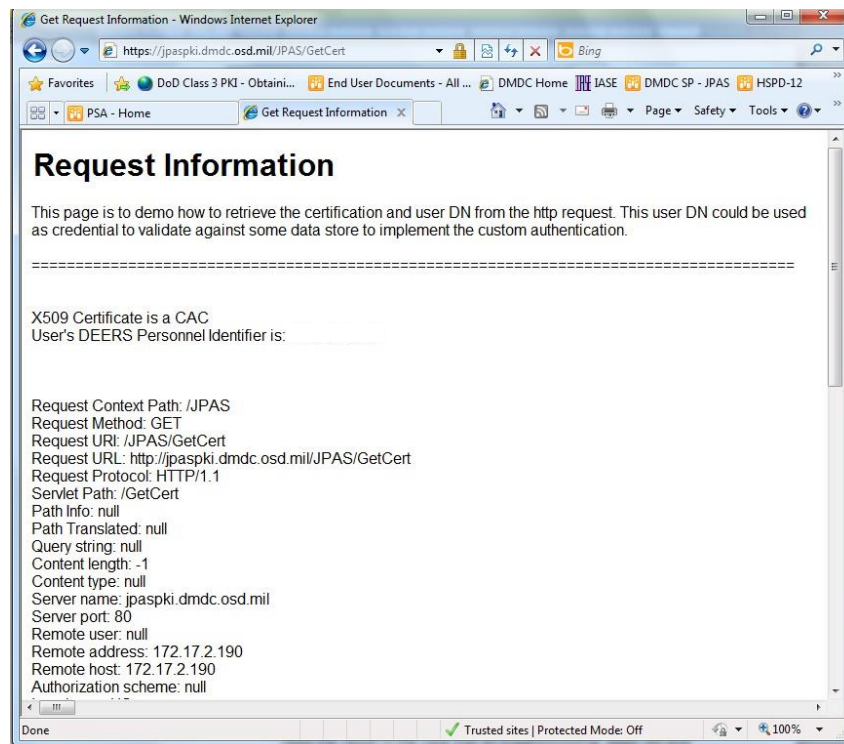 Get Request Information - Windows Internet Explorer
https://jpaspki.dmdc.osd.mil/JPAS/GetCert
Bing
Favorites DoD Class 3 PKI - Obtaini... End User Documents - All ... DMDC Home IASE DMDC SP - JPAS HSPD-12 »
PSA - Home Get Request Information X Page Safety Tools »
Request Information
This page is to demo how to retrieve the certification and user DN from the http request. This user DN could be used
as credential to validate against some data store to implement the custom authentication.
=======================================================================================
X509 Certificate is a CAC
User's DEERS Personnel Identifier is:
Request Context Path: /JPAS
Request Method: GET
Request URI: /JPAS/GetCert
Request URL: http://jpaspki.dmdc.osd.mil/JPAS/GetCert
Request Protocol: HTTP/1.1
Servlet Path: /GetCert
Path Info: null
Path Translated: null
Query string: null
Content length: -1
Content type: null
Server name: jpaspki.dmdc.osd.mil
Server port: 80
Remote user: null
Remote address: 172.17.2.190
Remote host: 172.17.2.190
Authorization scheme: null
Done Trusted sites | Protected Mode: Off 100%